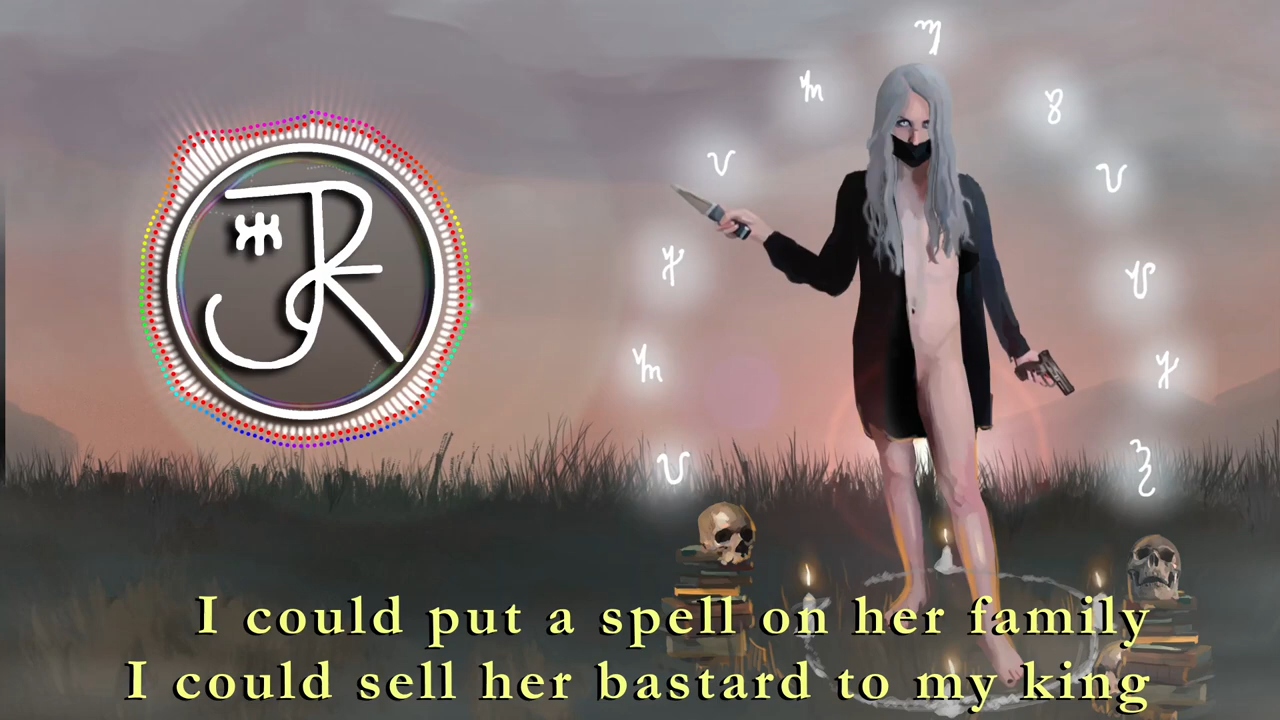 I could put a spell on her family
I could sell her bastard to my king